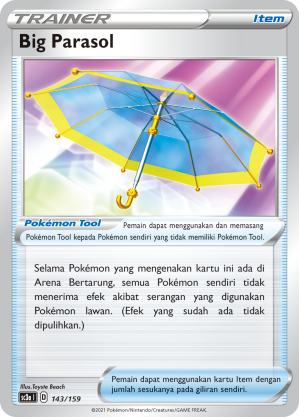 TRAINER Item
Big Parasol
Pokémon Tool Pemain dapat menggunakan dan memasang
Pokémon Tool kepada Pokémon sendiri yang tidak memiliki Pokémon Tool.
Selama Pokémon yang mengenakan kartu ini ada di
Arena Bertarung, semua Pokémon sendiri tidak
menerima efek akibat serangan yang digunakan
Pokémon lawan. (Efek yang sudah ada tidak
dipulihkan.)
Illus.Toyste Beach
sc3a I D 143/159
Pemain dapat menggunakan kartu Item dengan
jumlah sesukanya pada giliran sendiri.
©2021 Pokémon/Nintendo/Creatures/GAME FREAK.